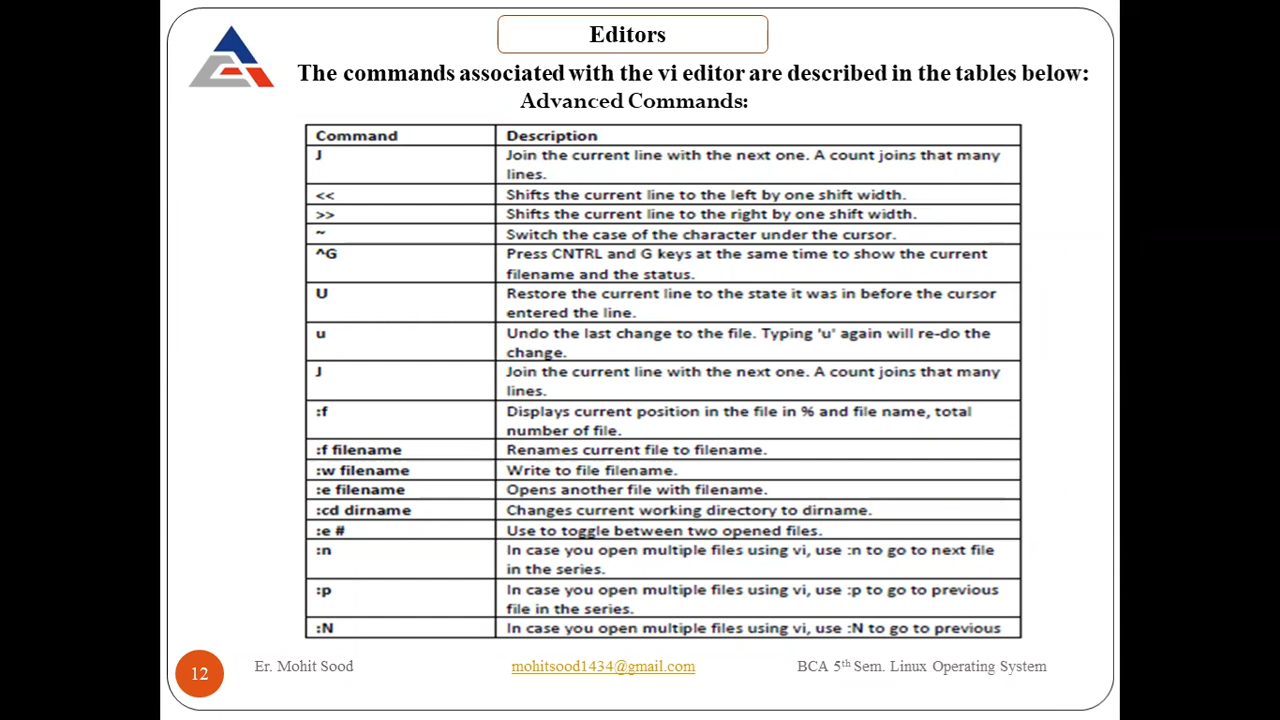 Editors
The commands associated with the vi editor are described in the tables below:
Advanced Commands:
Command Description
J Join the current line with the next one. A count joins that many
lines.
<< Shifts the current line to the left by one shift width.
>> Shifts the current line to the right by one shift width.
~ Switch the case of the character under the cursor.
^G Press CNTRL and G keys at the same time to show the current
filename and the status.
U Restore the current line to the state it was in before the cursor
entered the line.
u Undo the last change to the file. Typing 'u' again will re-do the
change.
J Join the current line with the next one. A count joins that many
lines.
:f Displays current position in the file in % and file name, total
number of file.
:f filename Renames current file to filename.
:w filename Write to file filename.
:e filename Opens another file with filename.
:cd dirname Changes current working directory to dirname.
:e # Use to toggle between two opened files.
:n In case you open multiple files using vi, use :n to go to next file
in the series.
:p In case you open multiple files using vi, use :p to go to previous
file in the series.
:N In case you open multiple files using vi, use :N to go to previous
12 Er. Mohit Sood mohitsood1434@gmail.com BCA 5th Sem. Linux Operating System